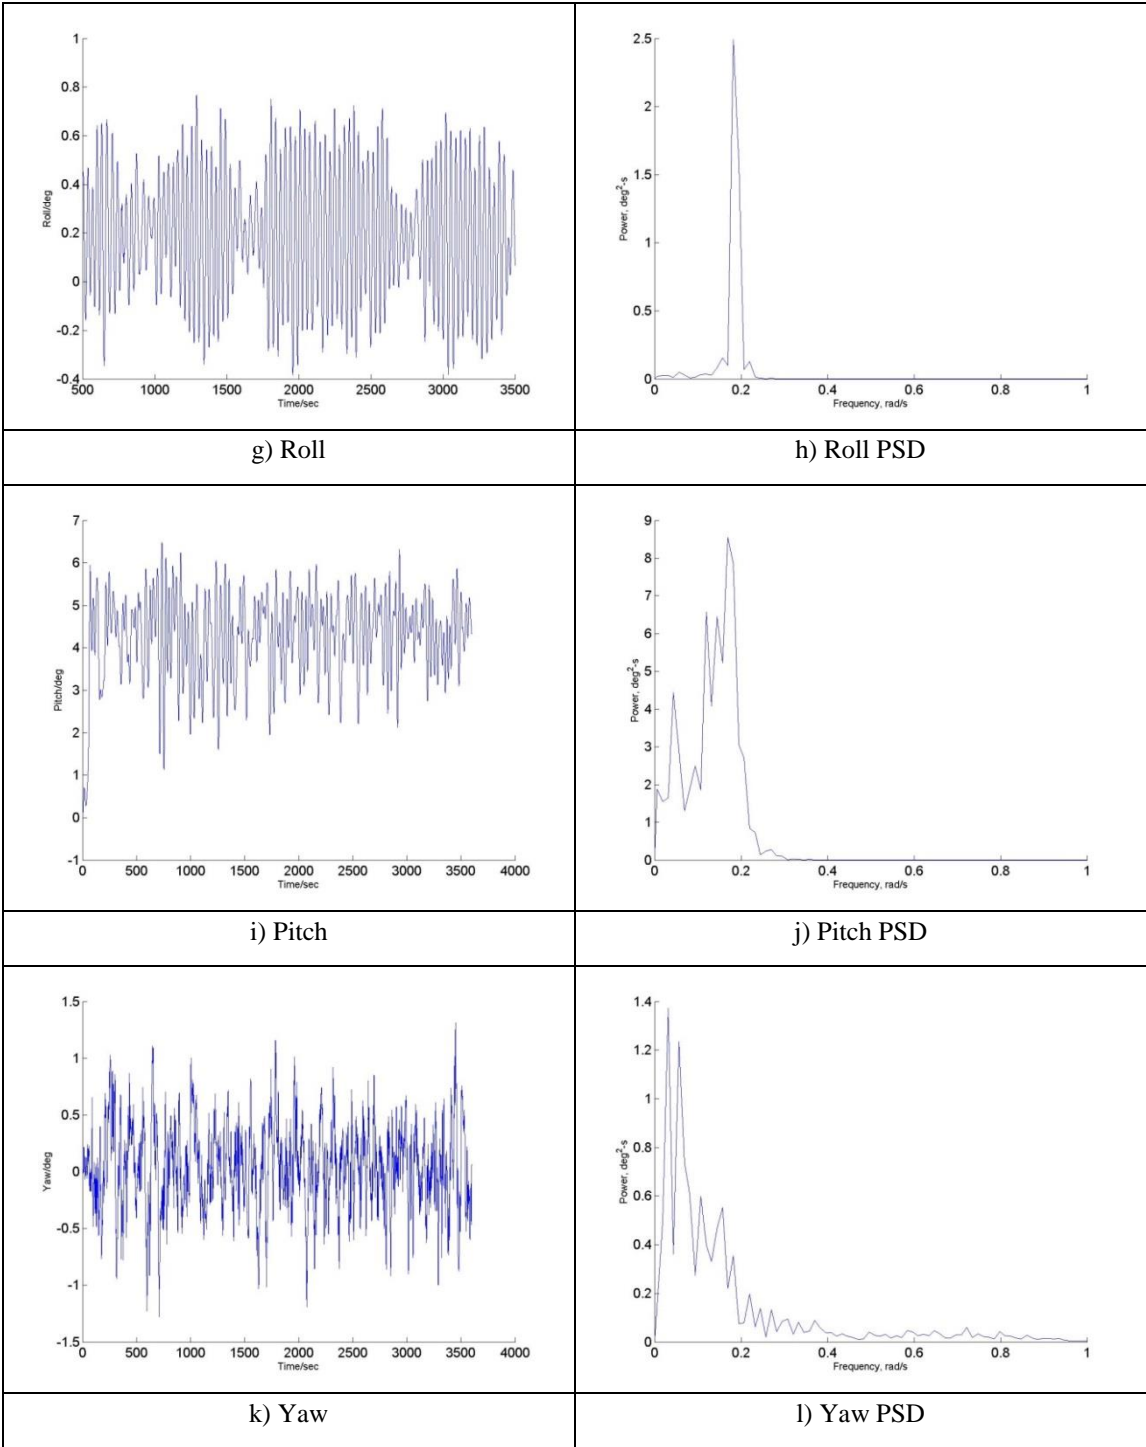 1
0.8
0.6
0.4
0.2
0
-0.2
-0.4
Roll/deg
500 1000 1500 2000 2500 3000 3500
Time/sec
2.5
2
1.5
1
0.5
0
Power, deg²-s
0 0.2 0.4 0.6 0.8 1
Frequency, rad/s
g) Roll
h) Roll PSD
7
6
5
4
3
2
1
0
-1
Pitch/deg
0 500 1000 1500 2000 2500 3000 3500 4000
Time/sec
9
8
7
6
5
4
3
2
1
0
Power, deg²-s
0 0.2 0.4 0.6 0.8 1
Frequency, rad/s
i) Pitch
j) Pitch PSD
1.5
1
0.5
0
-0.5
-1
-1.5
Yaw/deg
0 500 1000 1500 2000 2500 3000 3500 4000
Time/sec
1.4
1.2
1
0.8
0.6
0.4
0.2
0
Power, deg²-s
0 0.2 0.4 0.6 0.8 1
Frequency, rad/s
k) Yaw
l) Yaw PSD